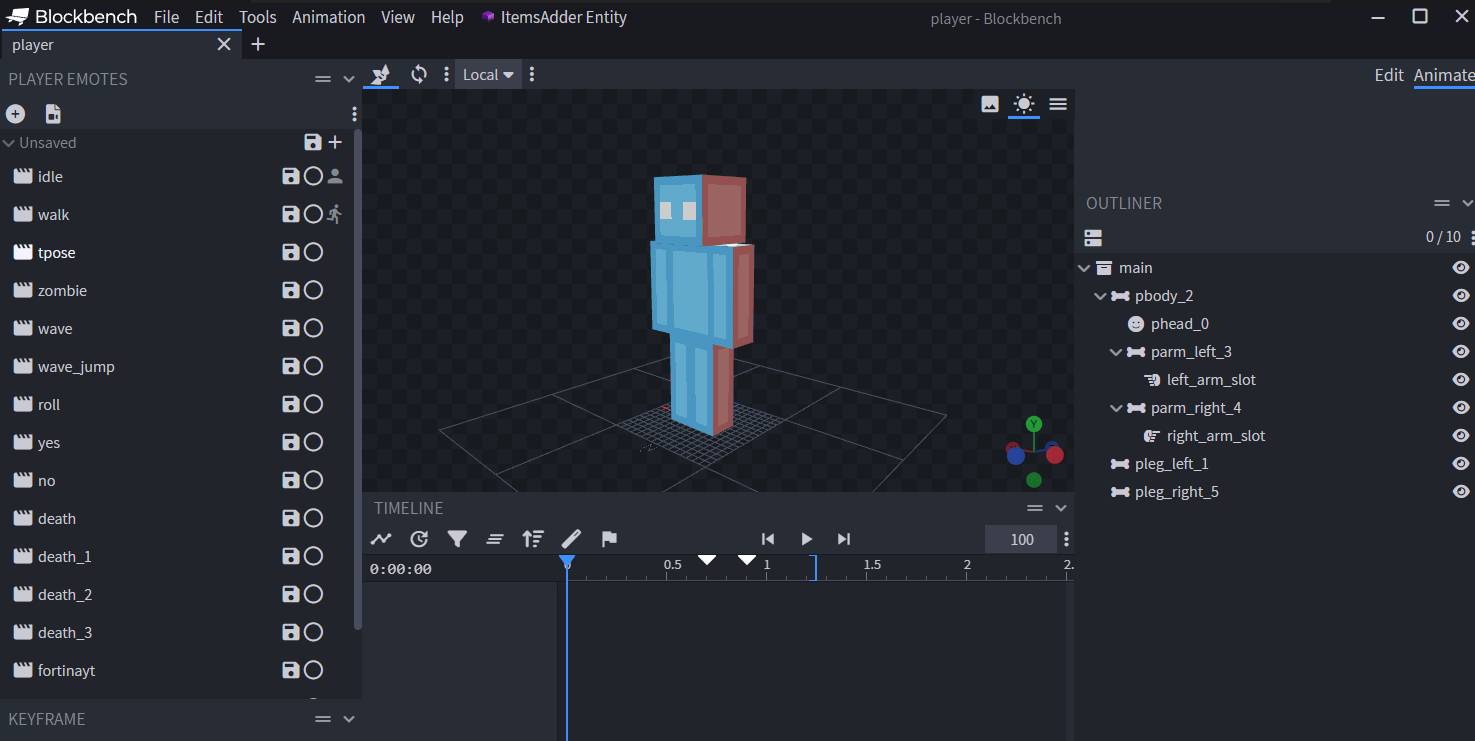 Blockbench File Edit Tools Animation View Help ItemsAdder Entity player - Blockbench
player
PLAYER EMOTES
Local
Edit Animate
Unsaved
idle
walk
tpose
zombie
wave
wave_jump
roll
yes
no
death
death_1
death_2
death_3
fortinayt
KEYFRAME
Y
TIMELINE
100
0:00:00
0 0.5 1 1.5 2 2.
OUTLINER
0 / 10
main
pbody_2
phead_0
parm_left_3
left_arm_slot
parm_right_4
right_arm_slot
pleg_left_1
pleg_right_5